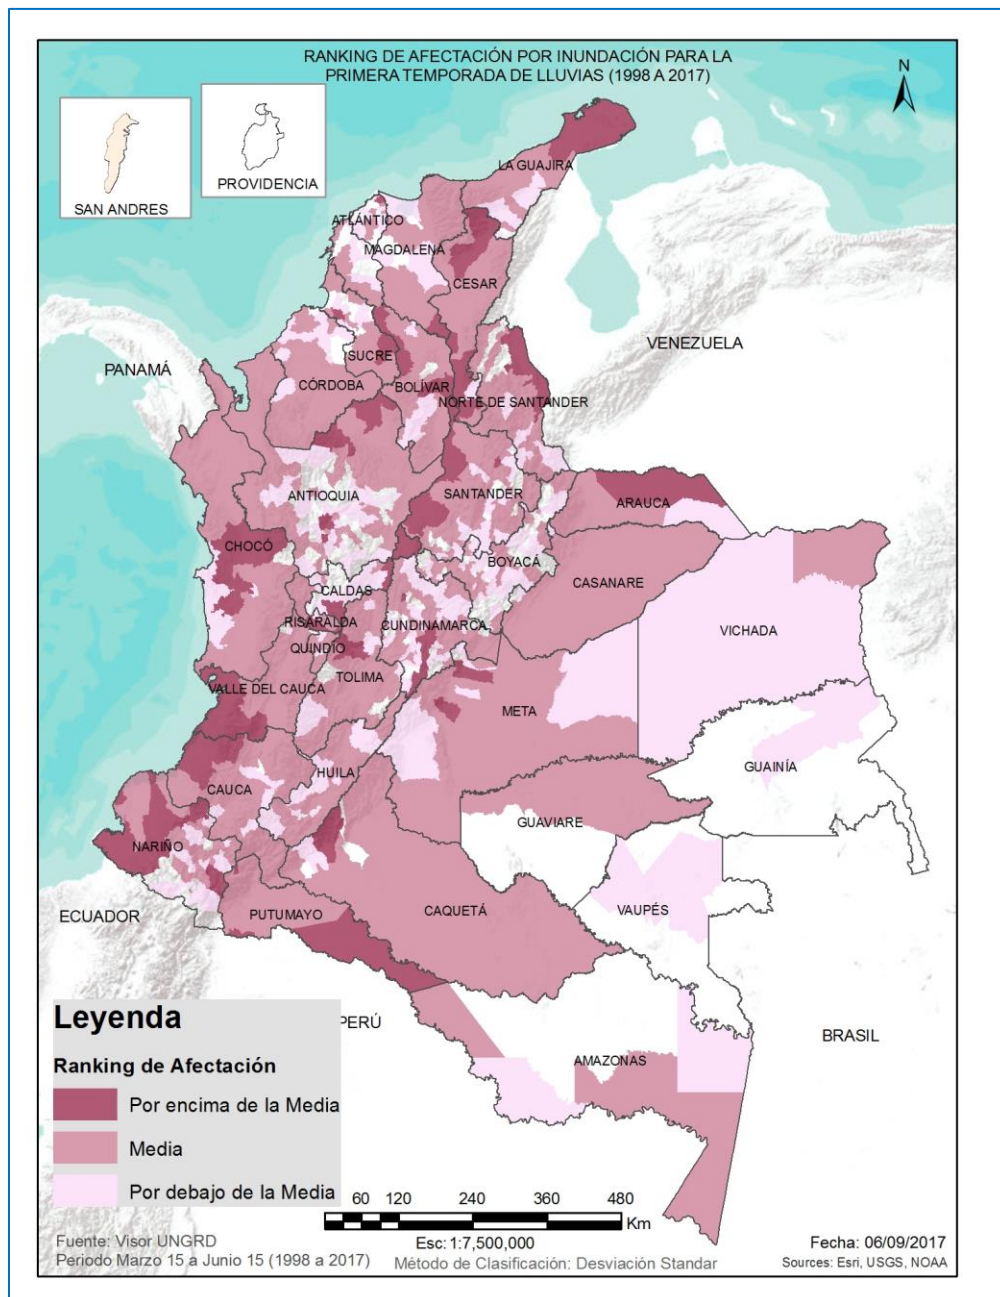 RANKING DE AFECTACIÓN POR INUNDACIÓN PARA LA
PRIMERA TEMPORADA DE LLUVIAS (1998 A 2017)
N
SAN ANDRES
PROVIDENCIA
LA GUAJIRA
ATLÁNTICO
MAGDALENA
CESAR
VENEZUELA
PANAMÁ
SUCRE
CÓRDOBA
BOLÍVAR
NORTE DE SANTANDER
ANTIOQUIA
SANTANDER
ARAUCA
CHOCÓ
BOYACÁ
CASANARE
CALDAS
RISARALDA
CUNDINAMARCA
VICHADA
QUINDÍO
TOLIMA
VALLE DEL CAUCA
META
GUAINÍA
HUILA
CAUCA
GUAVIARE
NARIÑO
CAQUETÁ
VAUPÉS
PUTUMAYO
ECUADOR
PERÚ
BRASIL
AMAZONAS
Leyenda
Ranking de Afectación
Por encima de la Media
Media
Por debajo de la Media
60 120 240 360 480
Km
Esc: 1:7,500,000
Fuente: Visor UNGRD
Periodo Marzo 15 a Junio 15 (1998 a 2017)
Método de Clasificación: Desviación Standar
Fecha: 06/09/2017
Sources: Esri, USGS, NOAA